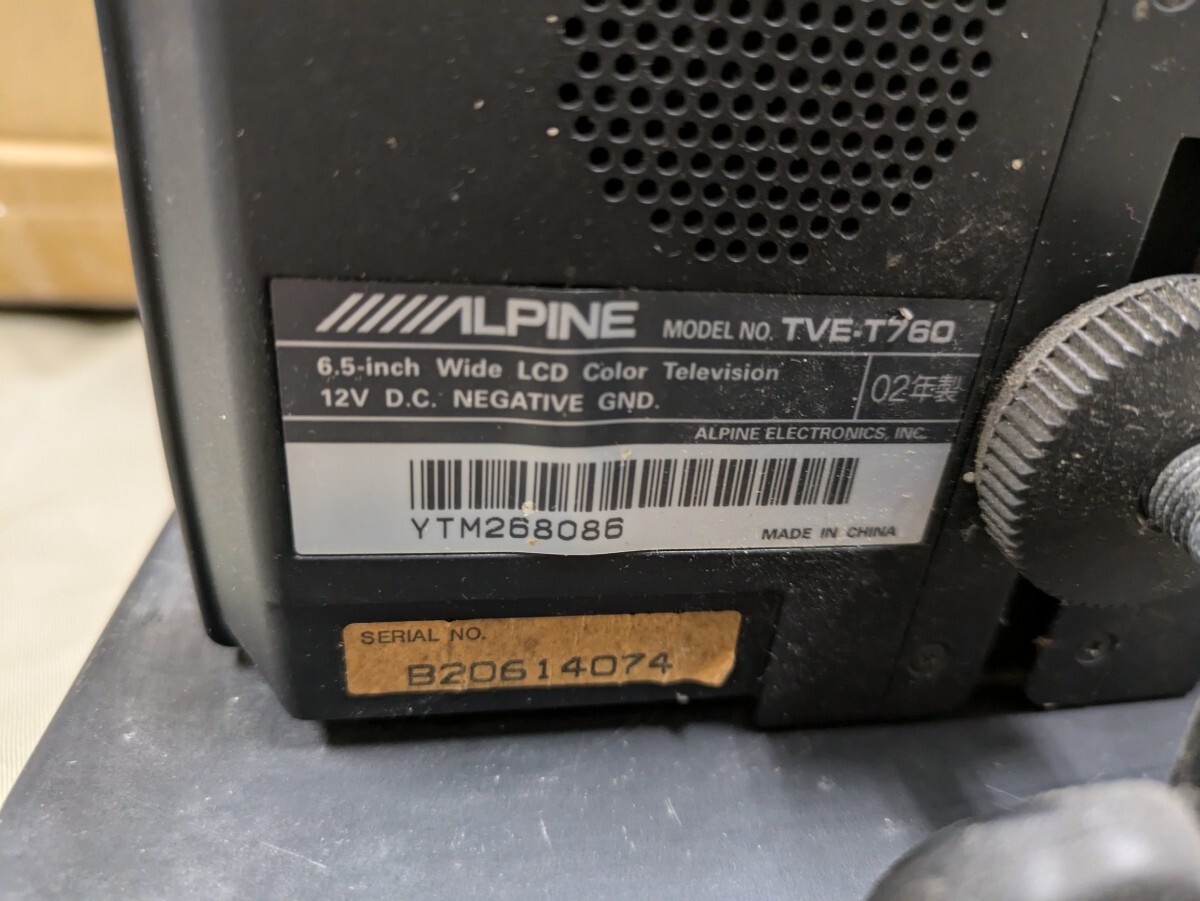 ALPINE MODEL NO. TVE-T760
6.5-inch Wide LCD Color Television
12V D.C. NEGATIVE GND.
02年製
ALPINE ELECTRONICS, INC.
YTM268086
MADE IN CHINA
SERIAL NO.
B20614074